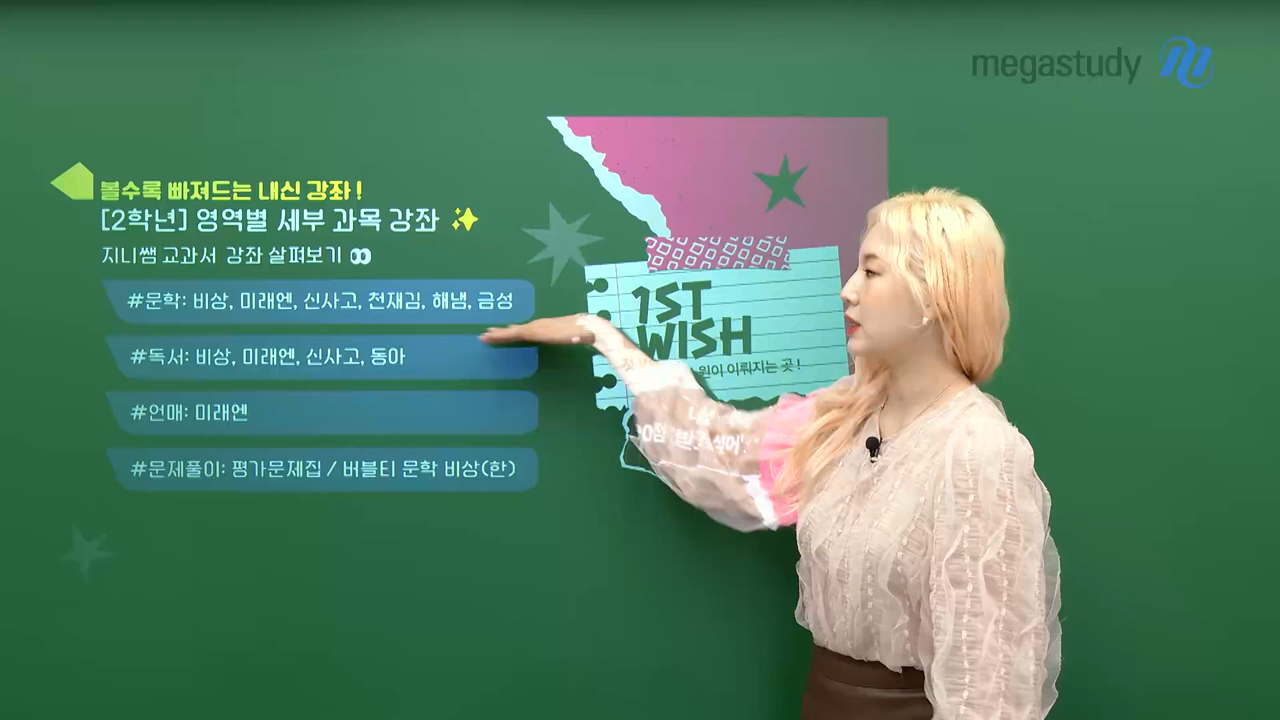 megastudy
볼수록 빠져드는 내신 강좌!
[2학년] 영역별 세부 과목 강좌
지니쌤 교과서 강좌 살펴보기
#문학: 비상, 미래엔, 신사고, 천재김, 해냄, 금성
#독서: 비상, 미래엔, 신사고, 동아
#언매: 미래엔
#문제풀이: 평가문제집 / 버블티 문학 비상(한)
1ST
WISH
원이 이뤄지는 곳!